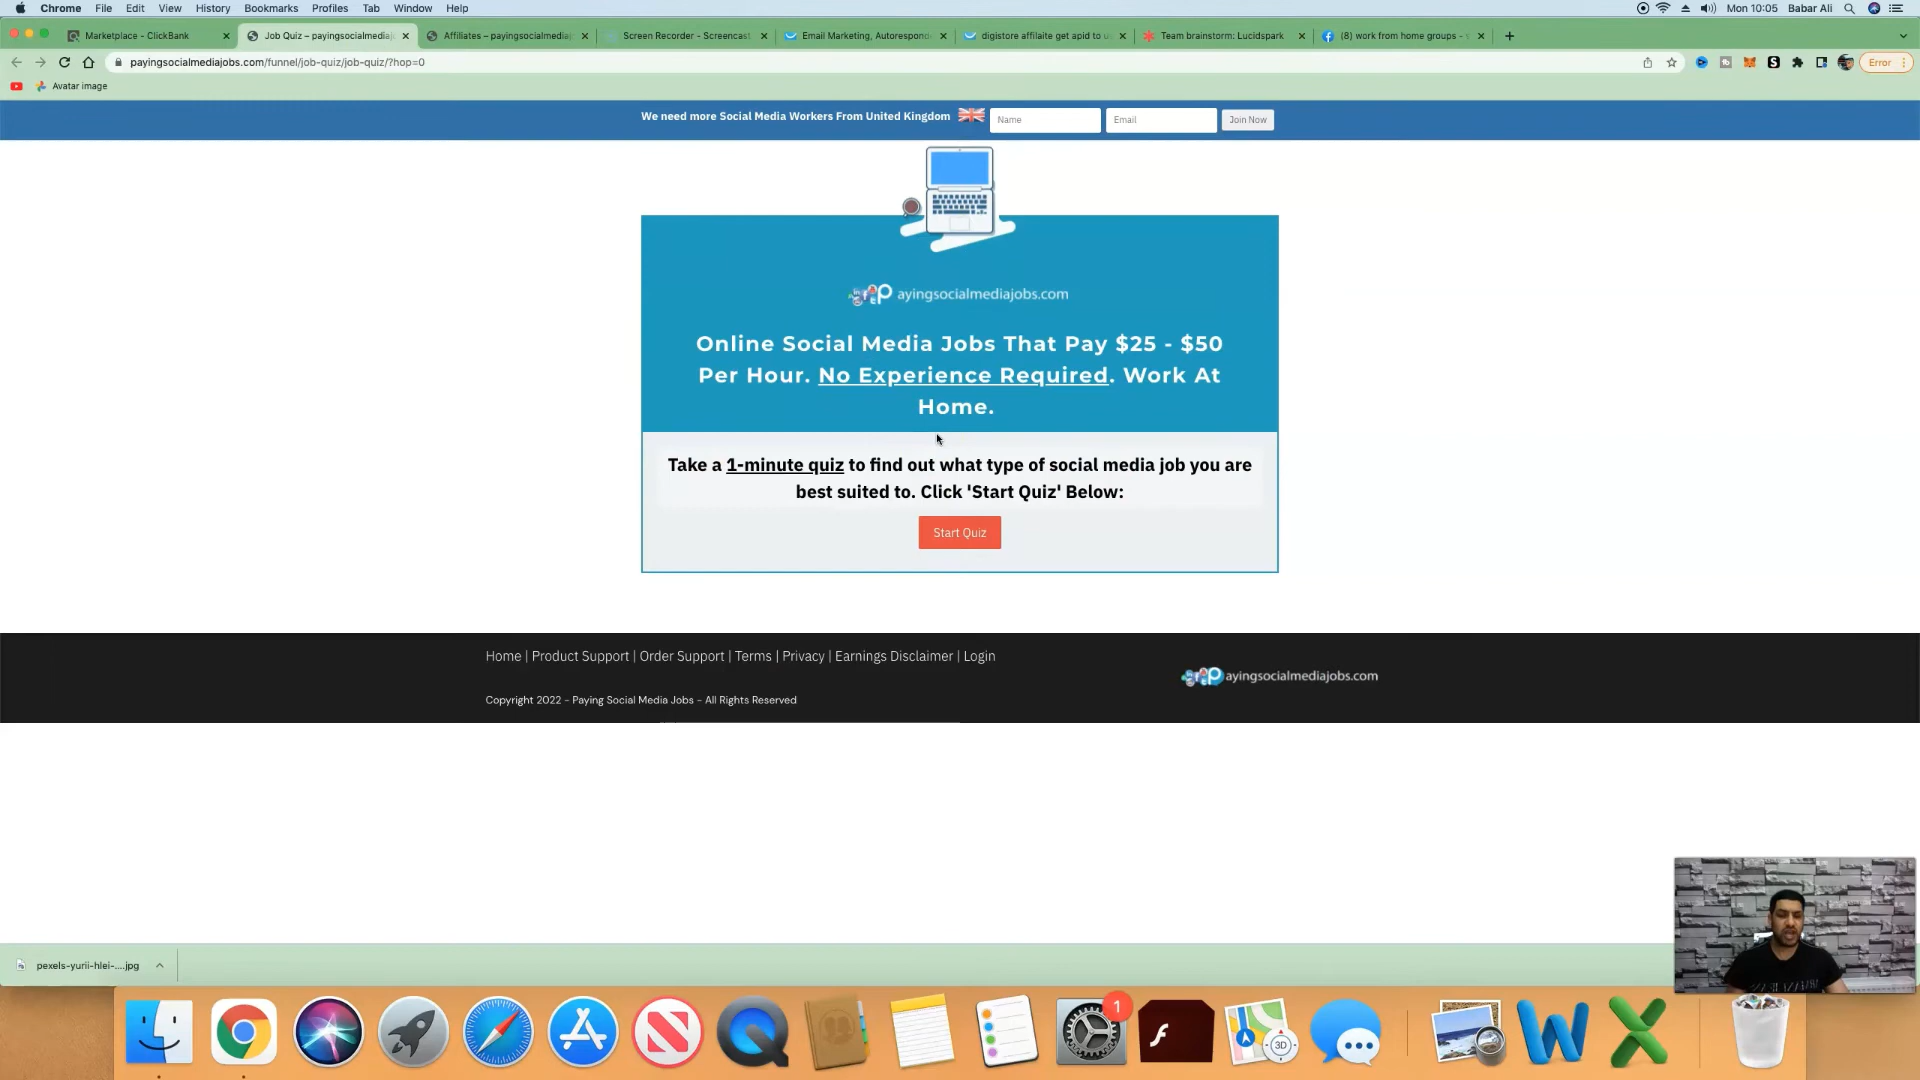 Chrome File Edit View History Bookmarks Profiles Tab Window Help Mon 10:05 Babar Ali
Marketplace - ClickBank Job Quiz – payingsocialmediaj Affiliates – payingsocialmedia Screen Recorder - Screencast Email Marketing, Autorespond digistore affilaite get apid to u Team brainstorm: Lucidspark (8) work from home groups -
payingsocialmediajobs.com/funnel/job-quiz/job-quiz/?hop=0 Error
Avatar image
We need more Social Media Workers From United Kingdom Name Email Join Now
ayingsocialmediajobs.com
Online Social Media Jobs That Pay $25 - $50
Per Hour. No Experience Required. Work At
Home.
Take a 1-minute quiz to find out what type of social media job you are
best suited to. Click 'Start Quiz' Below:
Start Quiz
Home | Product Support | Order Support | Terms | Privacy | Earnings Disclaimer | Login
ayingsocialmediajobs.com
Copyright 2022 - Paying Social Media Jobs - All Rights Reserved
pexels-yurii-hlei-....jpg
1
3D